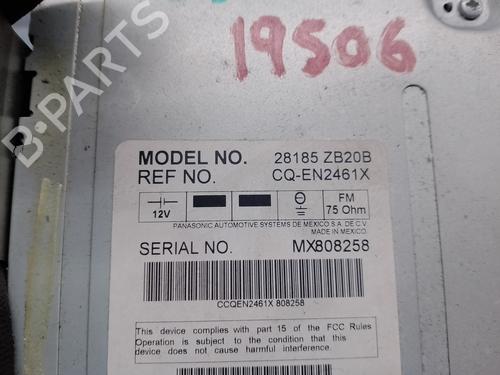 19506
MODEL NO. 28185 ZB20B
REF NO. CQ-EN2461X
12V FM 75 Ohm
PANASONIC AUTOMOTIVE SYSTEMS DE MEXICO S.A. DE C.V.
MADE IN MEXICO.
SERIAL NO. MX808258
CCQEN2461X 808258
This device complies with part 15 of the FCC Rules
Operation is subject to the condition that this
device does not cause harmful interference.
B-PARTS